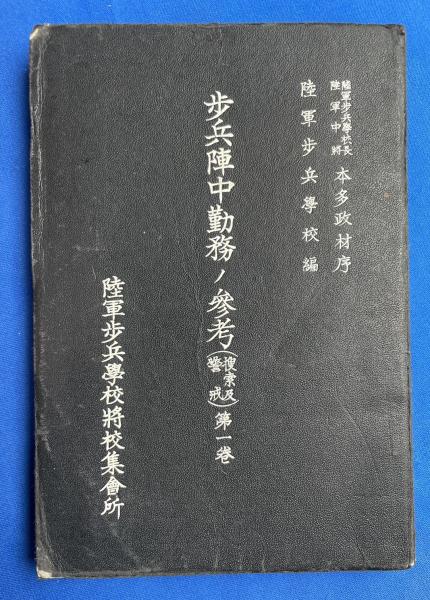 陸軍步兵學校長
陸軍中將
本多政材序
陸軍步兵學校編
步兵陣中勤務ノ參考(搜索及警戒)第一卷
陸軍步兵學校將校集會所